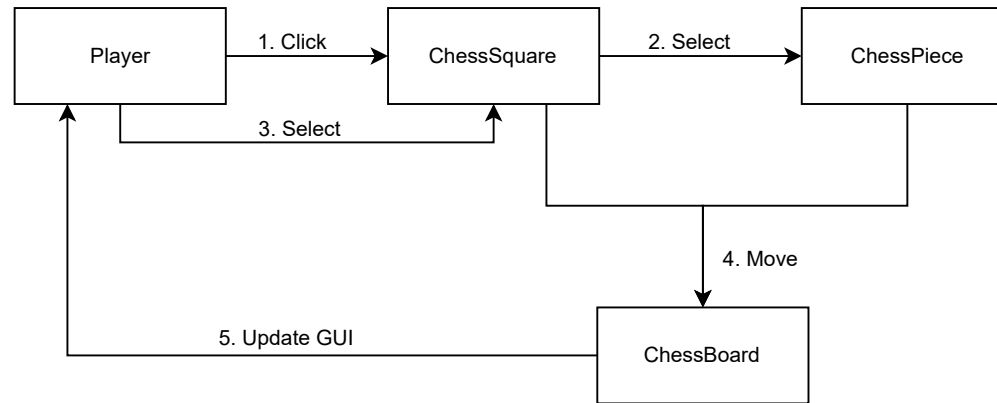 Player
1. Click
ChessSquare
2. Select
ChessPiece
3. Select
4. Move
5. Update GUI
ChessBoard